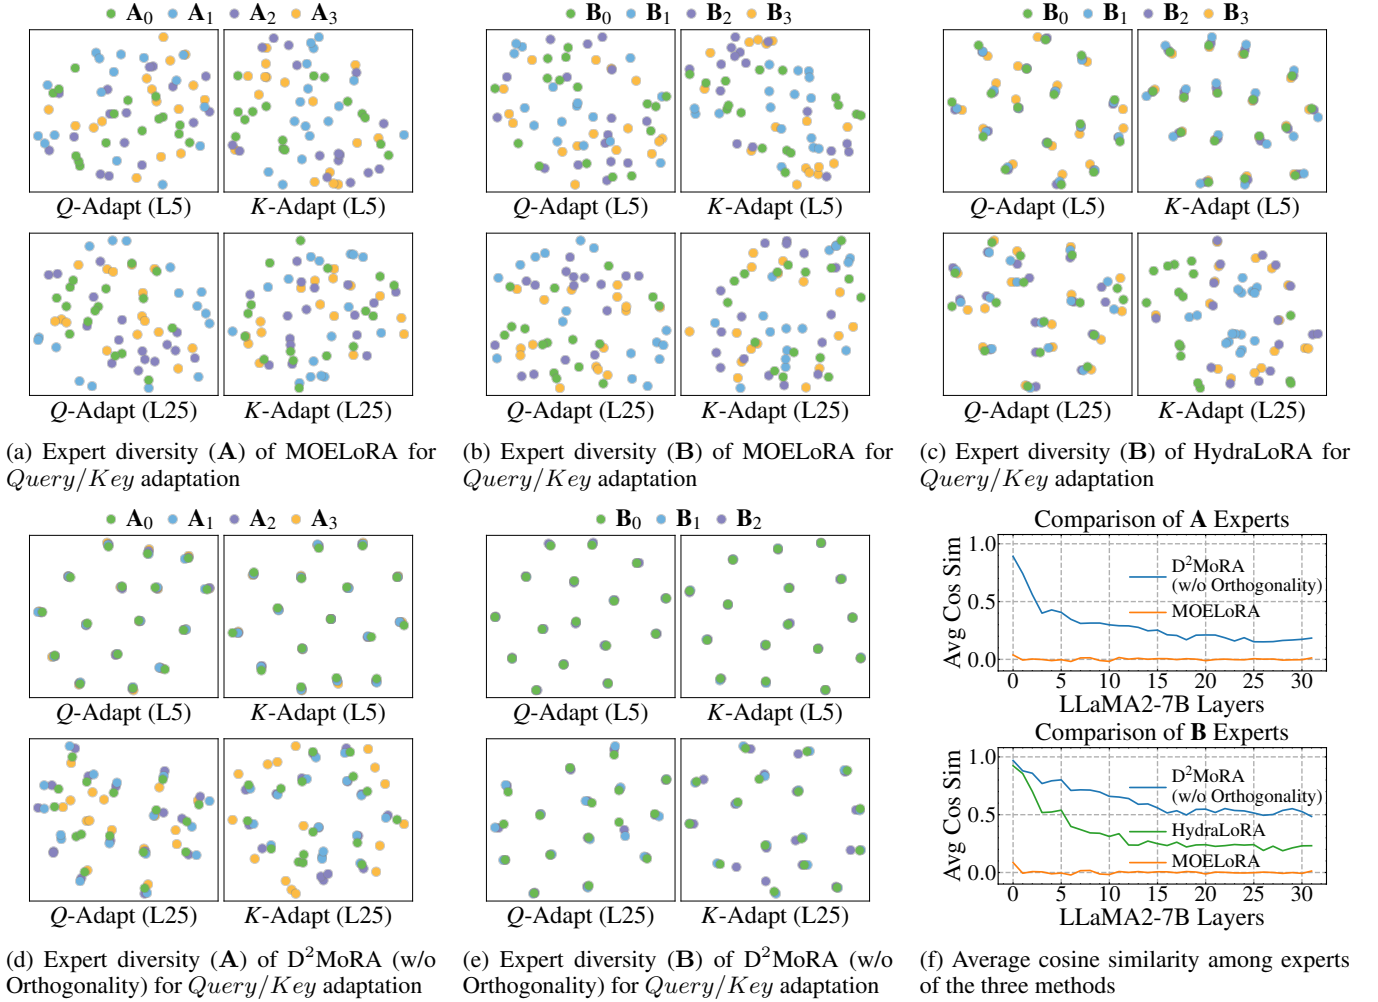 A0 A1 A2 A3
Q-Adapt (L5) K-Adapt (L5)
Q-Adapt (L25) K-Adapt (L25)
(a) Expert diversity (A) of MOELoRA for
Query/Key adaptation
B0 B1 B2 B3
Q-Adapt (L5) K-Adapt (L5)
Q-Adapt (L25) K-Adapt (L25)
(b) Expert diversity (B) of MOELoRA for
Query/Key adaptation
B0 B1 B2 B3
Q-Adapt (L5) K-Adapt (L5)
Q-Adapt (L25) K-Adapt (L25)
(c) Expert diversity (B) of HydraLoRA for
Query/Key adaptation
A0 A1 A2 A3
Q-Adapt (L5) K-Adapt (L5)
Q-Adapt (L25) K-Adapt (L25)
(d) Expert diversity (A) of D²MoRA (w/o
Orthogonality) for Query/Key adaptation
B0 B1 B2
Q-Adapt (L5) K-Adapt (L5)
Q-Adapt (L25) K-Adapt (L25)
(e) Expert diversity (B) of D²MoRA (w/o
Orthogonality) for Query/Key adaptation
Comparison of A Experts
Avg Cos Sim
1.0
0.5
0.0
D²MoRA
(w/o Orthogonality)
MOELoRA
0 5 10 15 20 25 30
LLaMA2-7B Layers
Comparison of B Experts
Avg Cos Sim
1.0
0.5
0.0
D²MoRA
(w/o Orthogonality)
HydraLoRA
MOELoRA
0 5 10 15 20 25 30
LLaMA2-7B Layers
(f) Average cosine similarity among experts
of the three methods